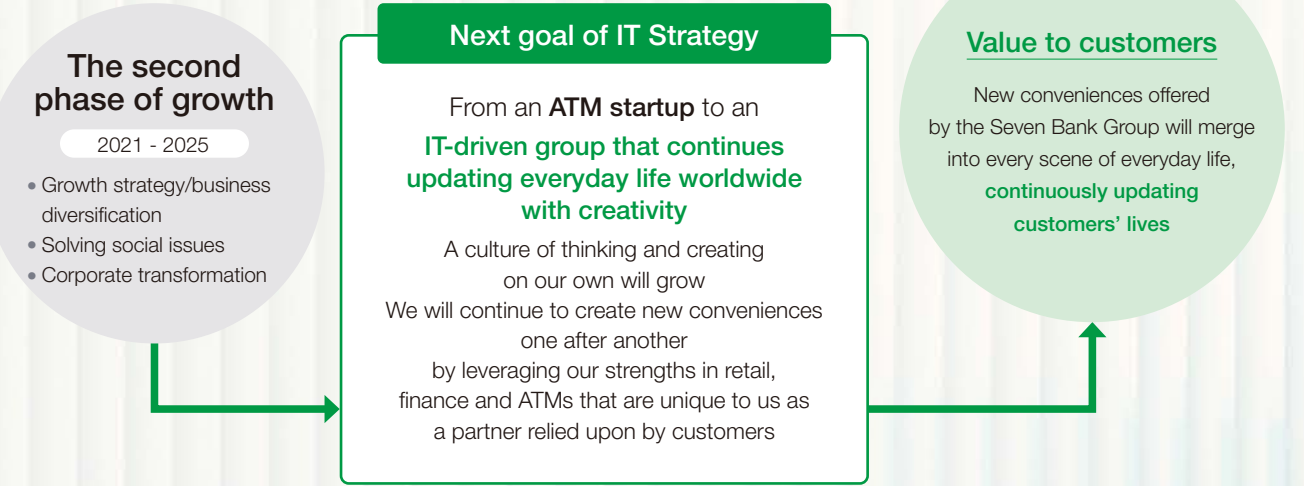 The second
phase of growth
2021 - 2025
• Growth strategy/business
diversification
• Solving social issues
• Corporate transformation
Next goal of IT Strategy
From an ATM startup to an
IT-driven group that continues
updating everyday life worldwide
with creativity
A culture of thinking and creating
on our own will grow
We will continue to create new conveniences
one after another
by leveraging our strengths in retail,
finance and ATMs that are unique to us as
a partner relied upon by customers
Value to customers
New conveniences offered
by the Seven Bank Group will merge
into every scene of everyday life,
continuously updating
customers’ lives